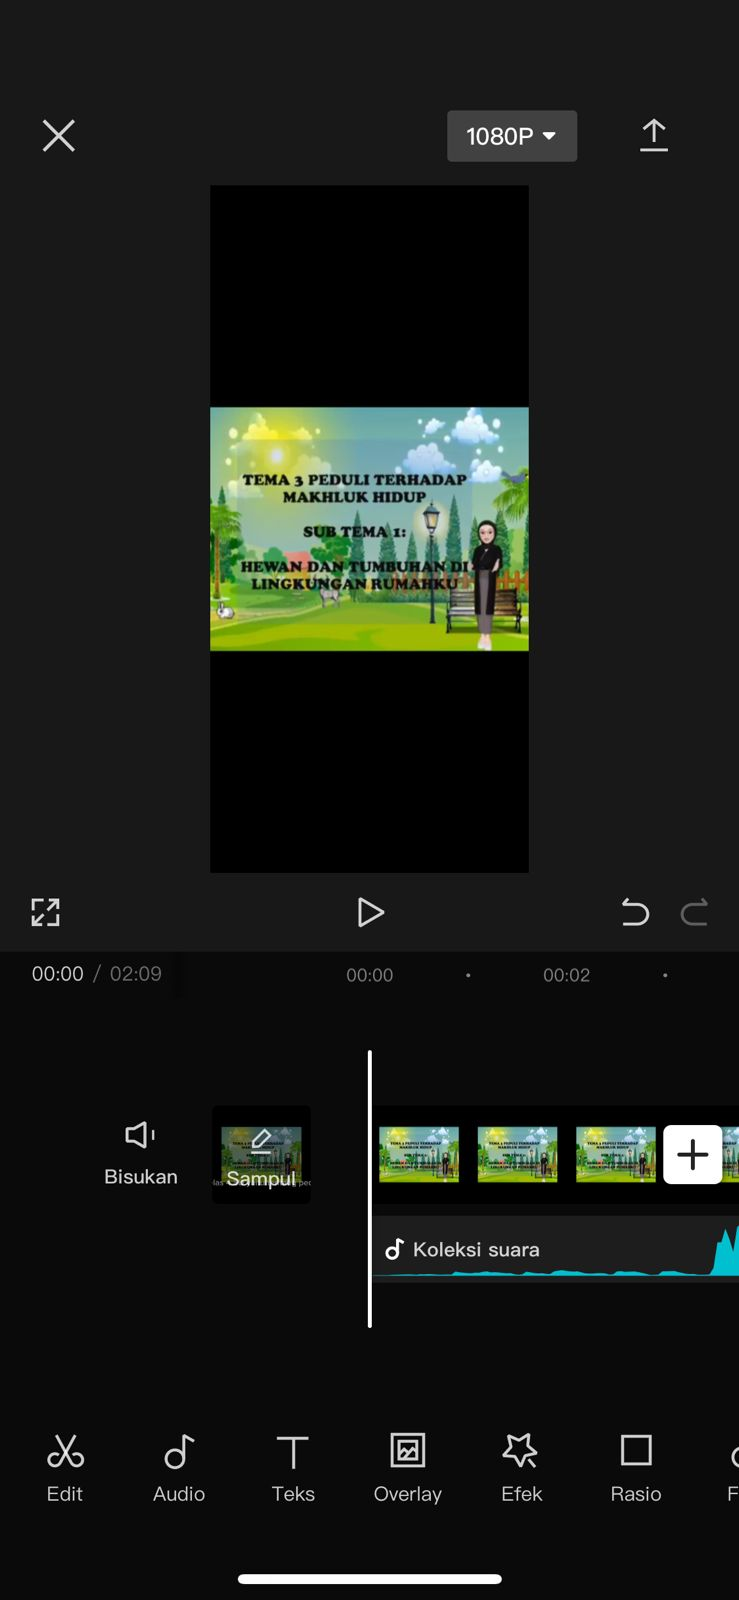 1080P
TEMA 3 PEDULI TERHADAP
MAKHLUK HIDUP
SUB TEMA 1:
HEWAN DAN TUMBUHAN DI
LINGKUNGAN RUMAHKU
00:00 / 02:09
00:00
00:02
Bisukan
Sampul
Koleksi suara
Edit
Audio
Teks
Overlay
Efek
Rasio
F